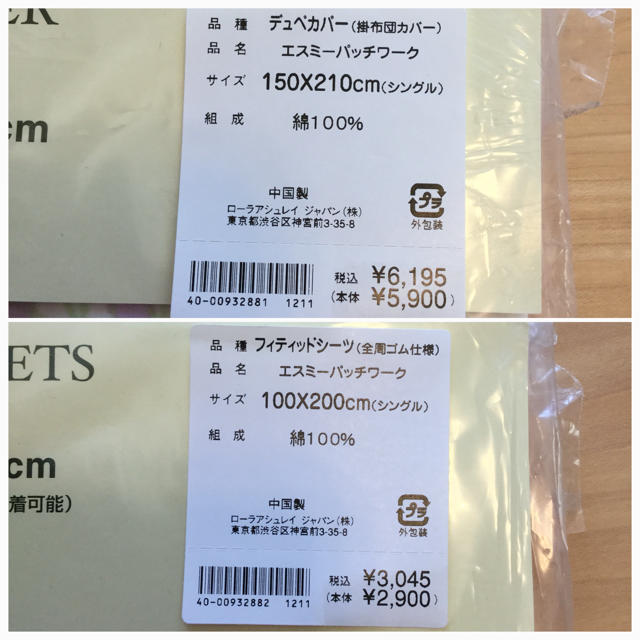 ER
cm
品種 デュベカバー(掛布団カバー)
品名 エスミーパッチワーク
サイズ 150X210cm(シングル)
組成 綿100%
中国製
ローラアシュレイ ジャパン(株)
東京都渋谷区神宮前3-35-8
プラ
外包装
税込 ¥6,195
(本体 ¥5,900)
40-00932881 1211
ETS
cm
着可能)
品種 フィティッドシーツ(全周ゴム仕様)
品名 エスミーパッチワーク
サイズ 100X200cm(シングル)
組成 綿100%
中国製
ローラアシュレイ ジャパン(株)
東京都渋谷区神宮前3-35-8
プラ
外包装
税込 ¥3,045
(本体 ¥2,900)
40-00932882 1211